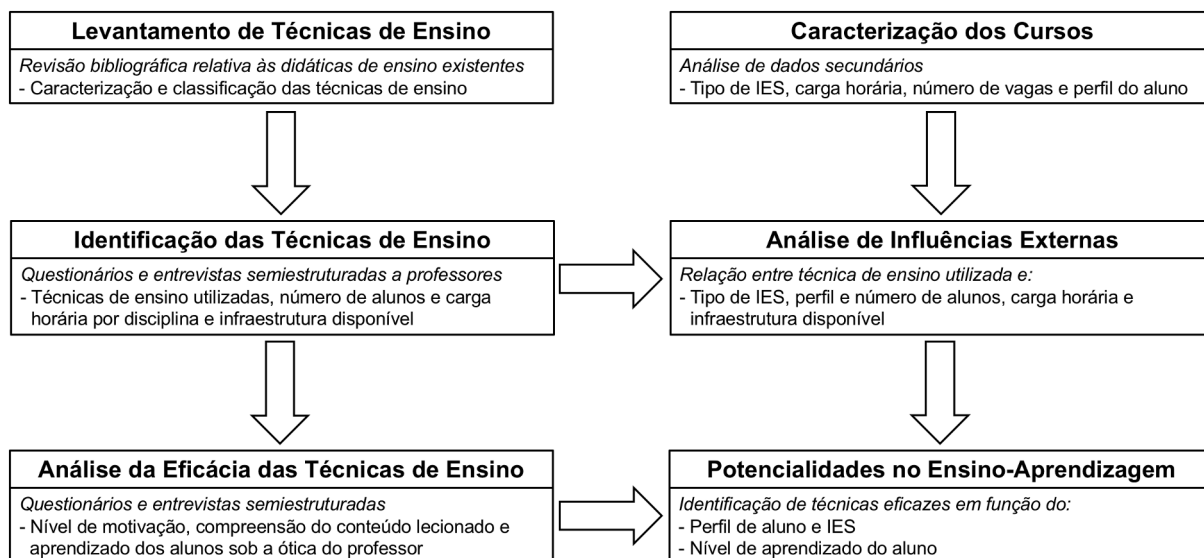 Levantamento de Técnicas de Ensino
Revisão bibliográfica relativa às didáticas de ensino existentes
- Caracterização e classificação das técnicas de ensino
Caracterização dos Cursos
Análise de dados secundários
- Tipo de IES, carga horária, número de vagas e perfil do aluno
Identificação das Técnicas de Ensino
Questionários e entrevistas semiestruturadas a professores
- Técnicas de ensino utilizadas, número de alunos e carga
horária por disciplina e infraestrutura disponível
Análise de Influências Externas
Relação entre técnica de ensino utilizada e:
- Tipo de IES, perfil e número de alunos, carga horária e
infraestrutura disponível
Análise da Eficácia das Técnicas de Ensino
Questionários e entrevistas semiestruturadas
- Nível de motivação, compreensão do conteúdo lecionado e
aprendizado dos alunos sob a ótica do professor
Potencialidades no Ensino-Aprendizagem
Identificação de técnicas eficazes em função do:
- Perfil de aluno e IES
- Nível de aprendizado do aluno